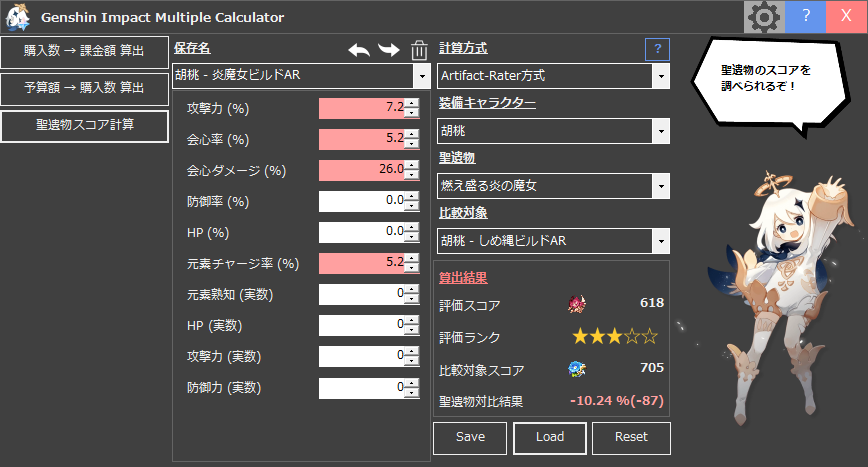 Genshin Impact Multiple Calculator
?
X
購入数 → 課金額 算出
予算額 → 購入数 算出
聖遺物スコア計算
保存名
胡桃 - 炎魔女ビルドAR
攻撃力 (%)
7.2
会心率 (%)
5.2
会心ダメージ (%)
26.0
防御率 (%)
0.0
HP (%)
0.0
元素チャージ率 (%)
5.2
元素熟知 (実数)
0
HP (実数)
0
攻撃力 (実数)
0
防御力 (実数)
0
計算方式
?
Artifact-Rater方式
装備キャラクター
胡桃
聖遺物
燃え盛る炎の魔女
比較対象
胡桃 - しめ縄ビルドAR
算出結果
評価スコア
618
評価ランク
★★★☆☆
比較対象スコア
705
聖遺物対比結果
-10.24 %(-87)
Save
Load
Reset
聖遺物のスコアを
調べられるぞ！